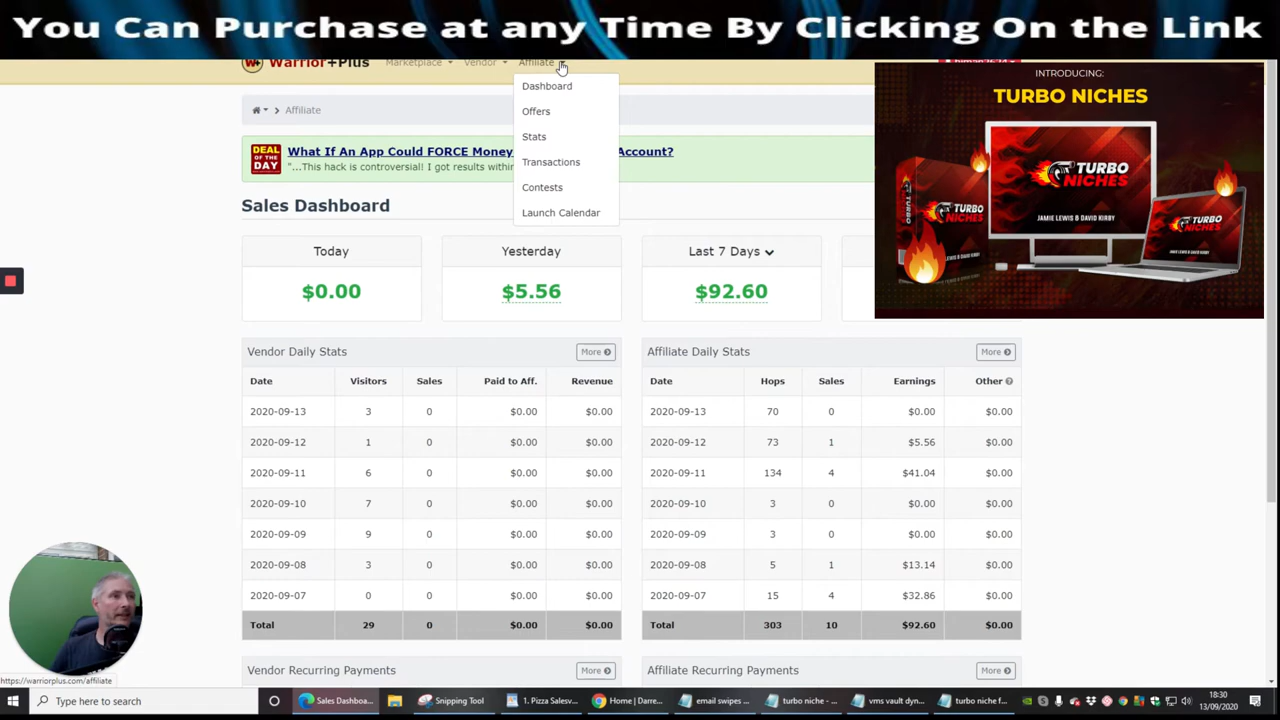 You Can Purchase at any Time By Clicking On the Link
Warrior+Plus Marketplace Vendor Affiliate
Dashboard
Offers
Stats
Transactions
Contests
Launch Calendar
Affiliate
DEAL OF THE DAY
What If An App Could FORCE Money Account?
"...This hack is controversial! I got results within
INTRODUCING:
TURBO NICHES
TURBO NICHES
JAMIE LEWIS & DAVID KIRBY
TURBO NICHES
JAMIE LEWIS & DAVID KIRBY
TURBO NICHES
Sales Dashboard
Today Yesterday Last 7 Days
$0.00 $5.56 $92.60
Vendor Daily Stats More
Date Visitors Sales Paid to Aff. Revenue
2020-09-13 3 0 $0.00 $0.00
2020-09-12 1 0 $0.00 $0.00
2020-09-11 6 0 $0.00 $0.00
2020-09-10 7 0 $0.00 $0.00
2020-09-09 9 0 $0.00 $0.00
2020-09-08 3 0 $0.00 $0.00
2020-09-07 0 0 $0.00 $0.00
Total 29 0 $0.00 $0.00
Affiliate Daily Stats More
Date Hops Sales Earnings Other
2020-09-13 70 0 $0.00 $0.00
2020-09-12 73 1 $5.56 $0.00
2020-09-11 134 4 $41.04 $0.00
2020-09-10 3 0 $0.00 $0.00
2020-09-09 3 0 $0.00 $0.00
2020-09-08 5 1 $13.14 $0.00
2020-09-07 15 4 $32.86 $0.00
Total 303 10 $92.60 $0.00
Vendor Recurring Payments More
Affiliate Recurring Payments More
https://warriorplus.com/affiliate
Type here to search
Sales Dashbo...
Snipping Tool
1. Pizza Salesv...
Home | Darre...
email swipes ...
turbo niche - ...
vms vault dyn...
turbo niche f...
18:30
13/09/2020